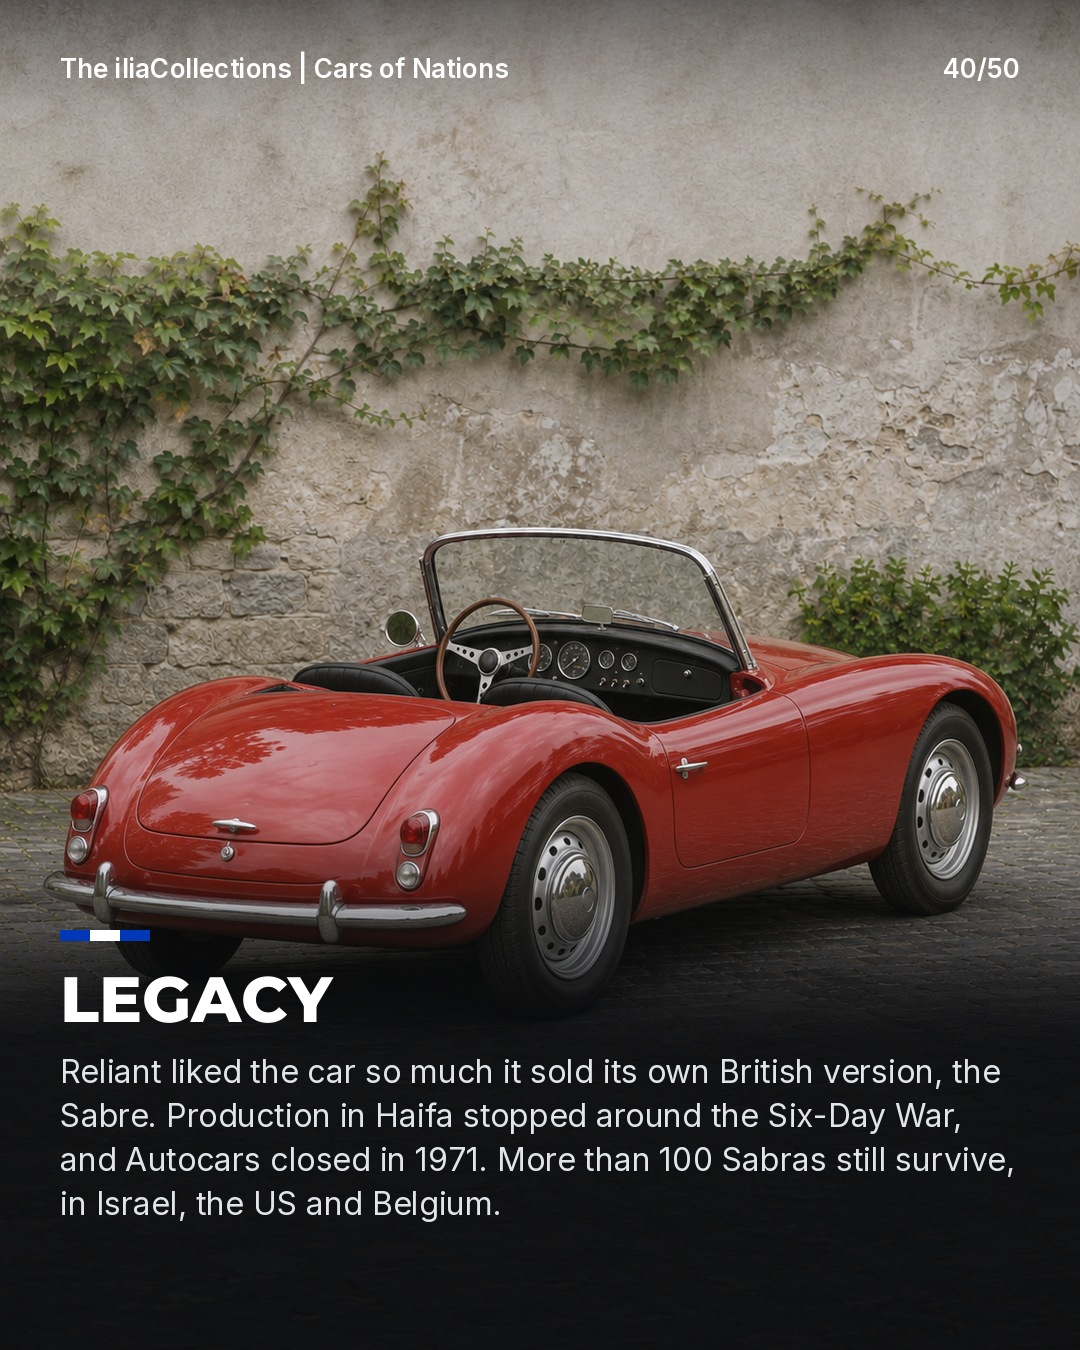 The iliaCollections | Cars of Nations
40/50
LEGACY
Reliant liked the car so much it sold its own British version, the
Sabre. Production in Haifa stopped around the Six-Day War,
and Autocars closed in 1971. More than 100 Sabras still survive,
in Israel, the US and Belgium.